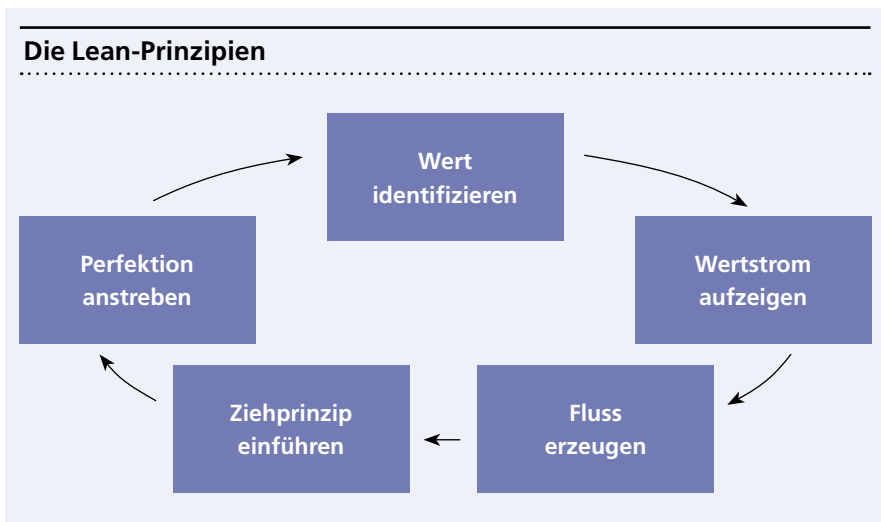 Die Lean-Prinzipien
Wert
identifizieren
Wertstrom
aufzeigen
Fluss
erzeugen
Ziehprinzip
einführen
Perfektion
anstreben